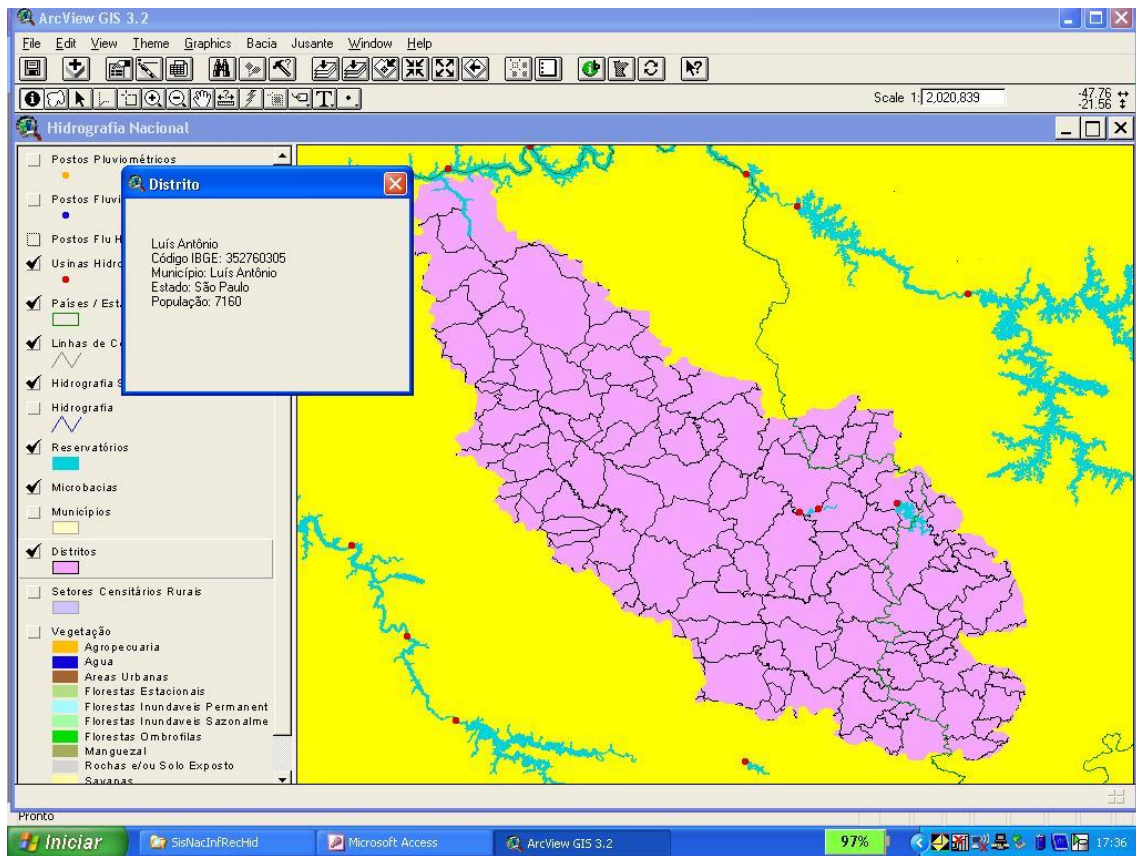 ArcView GIS 3.2
File Edit View Theme Graphics Bacia Jusante Window Help
Scale 1: 2,020,839
-47.76
-21.56
Hidrografia Nacional
Postos Pluviométricos
Postos Fluvi
Postos Flu H
Usinas Hidro
Países / Est
Linhas de C
Hidrografia S
Hidrografia
Reservatórios
Microbacias
Municípios
Distritos
Setores Censitários Rurais
Vegetação
Agropecuaria
Agua
Areas Urbanas
Florestas Estacionais
Florestas Inundaveis Permanent
Florestas Inundaveis Sazonalme
Florestas Ombrofilas
Manguezal
Rochas e/ou Solo Exposto
Savanas
Distrito
Luís Antônio
Código IBGE: 352760305
Município: Luís Antônio
Estado: São Paulo
População: 7160
Pronto
Iniciar
SisNacInfRecHid
Microsoft Access
ArcView GIS 3.2
97%
17:36